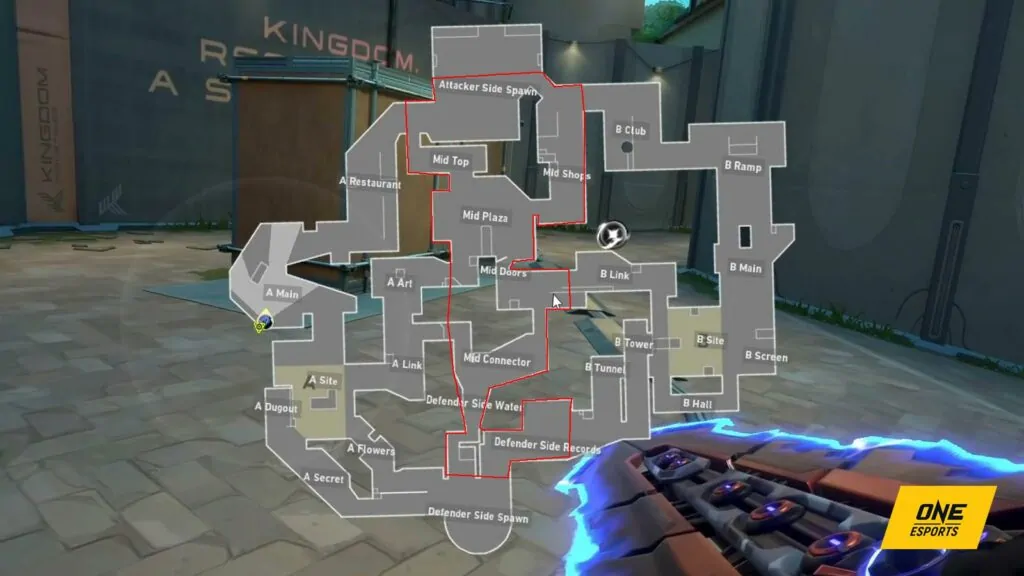 KINGDOM.
A S
KINGDOM
Attacker Side Spawn
B Club
Mid Top
B Ramp
Mid Shops
A Restaurant
Mid Plaza
B Main
Mid Doors
B Link
A Art
A Main
B Tower
B Site
B Screen
Mid Connector
A Link
B Tunnel
A Site
Defender Side Water
B Hall
A Dugout
Defender Side Records
A Flowers
A Secret
Defender Side Spawn
ONE
ESPORTS